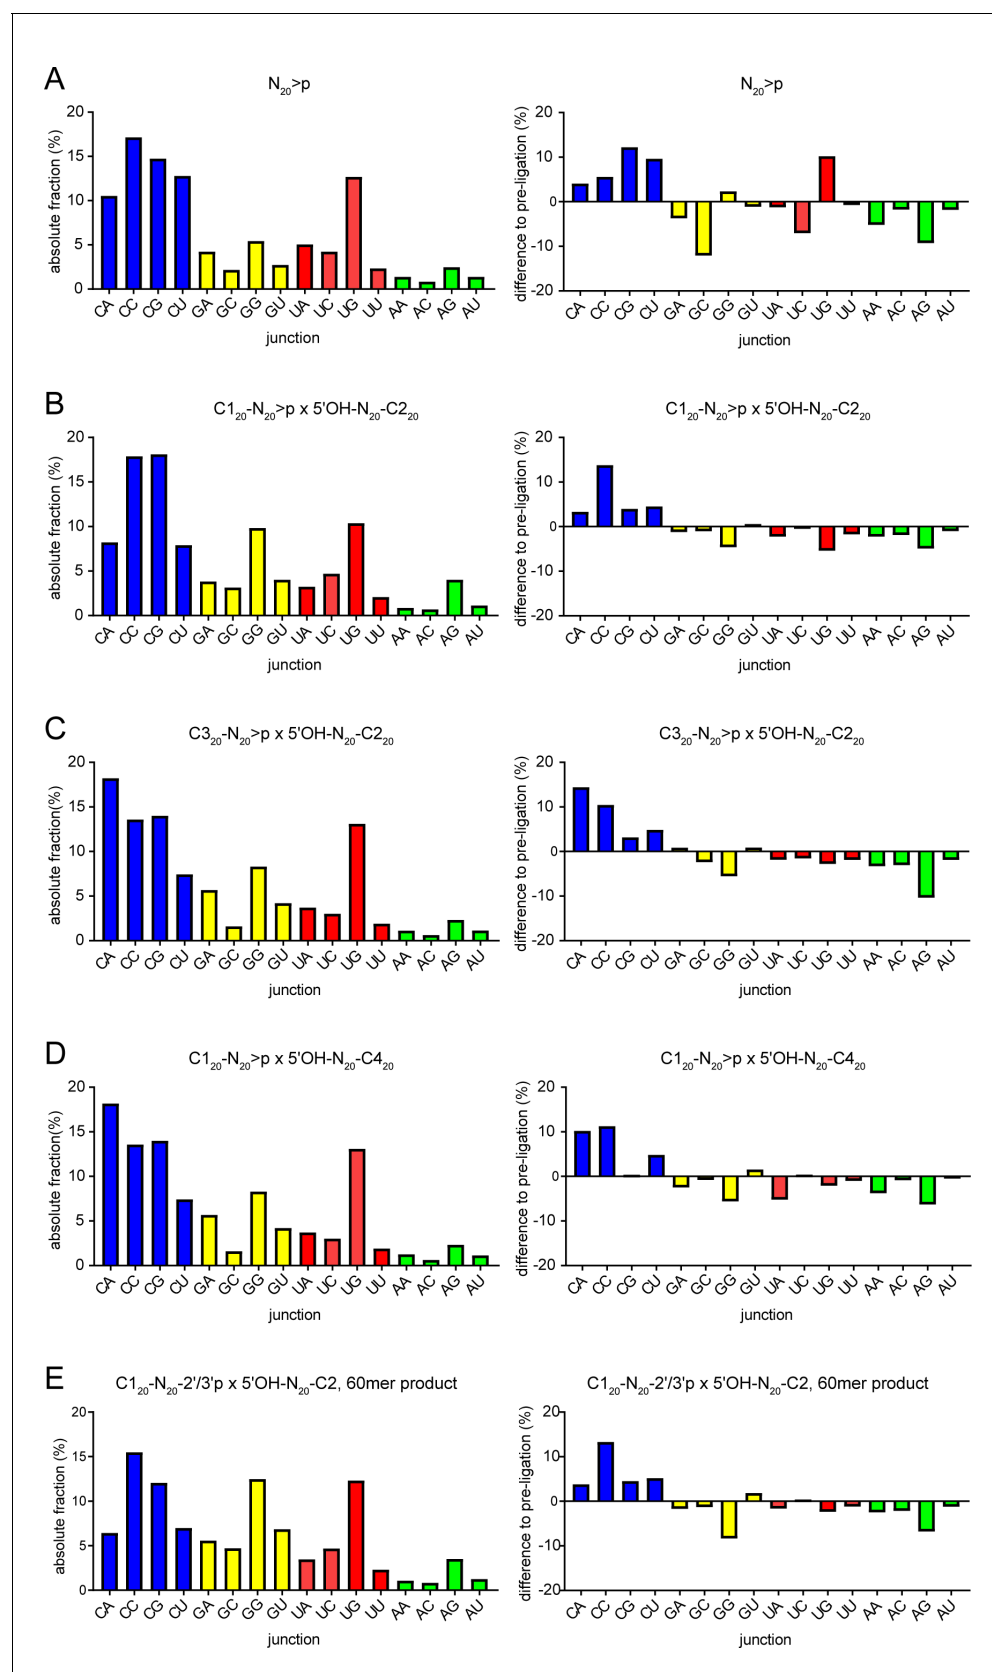 A
N20>p
N20>p
absolute fraction (%)
20
15
10
5
0
CA CC CG CU GA GC GG GU UA UC UG UU AA AC AG AU
junction
difference to pre-ligation (%)
20
10
0
-10
-20
CA CC CG CU GA GC GG GU UA UC UG UU AA AC AG AU
junction
B
C120-N20>p x 5'OH-N20-C220
C120-N20>p x 5'OH-N20-C220
absolute fraction (%)
20
15
10
5
0
CA CC CG CU GA GC GG GU UA UC UG UU AA AC AG AU
junction
difference to pre-ligation (%)
20
10
0
-10
-20
CA CC CG CU GA GC GG GU UA UC UG UU AA AC AG AU
junction
C
C320-N20>p x 5'OH-N20-C220
C320-N20>p x 5'OH-N20-C220
absolute fraction(%)
20
15
10
5
0
CA CC CG CU GA GC GG GU UA UC UG UU AA AC AG AU
junction
difference to pre-ligation (%)
20
10
0
-10
-20
CA CC CG CU GA GC GG GU UA UC UG UU AA AC AG AU
junction
D
C120-N20>p x 5'OH-N20-C420
C120-N20>p x 5'OH-N20-C420
absolute fraction(%)
20
15
10
5
0
CA CC CG CU GA GC GG GU UA UC UG UU AA AC AG AU
junction
difference to pre-ligation (%)
20
10
0
-10
-20
CA CC CG CU GA GC GG GU UA UC UG UU AA AC AG AU
junction
E
C120-N20-2'/3'p x 5'OH-N20-C2, 60mer product
C120-N20-2'/3'p x 5'OH-N20-C2, 60mer product
absolute fraction (%)
20
15
10
5
0
CA CC CG CU GA GC GG GU UA UC UG UU AA AC AG AU
junction
difference to pre-ligation (%)
20
10
0
-10
-20
CA CC CG CU GA GC GG GU UA UC UG UU AA AC AG AU
junction